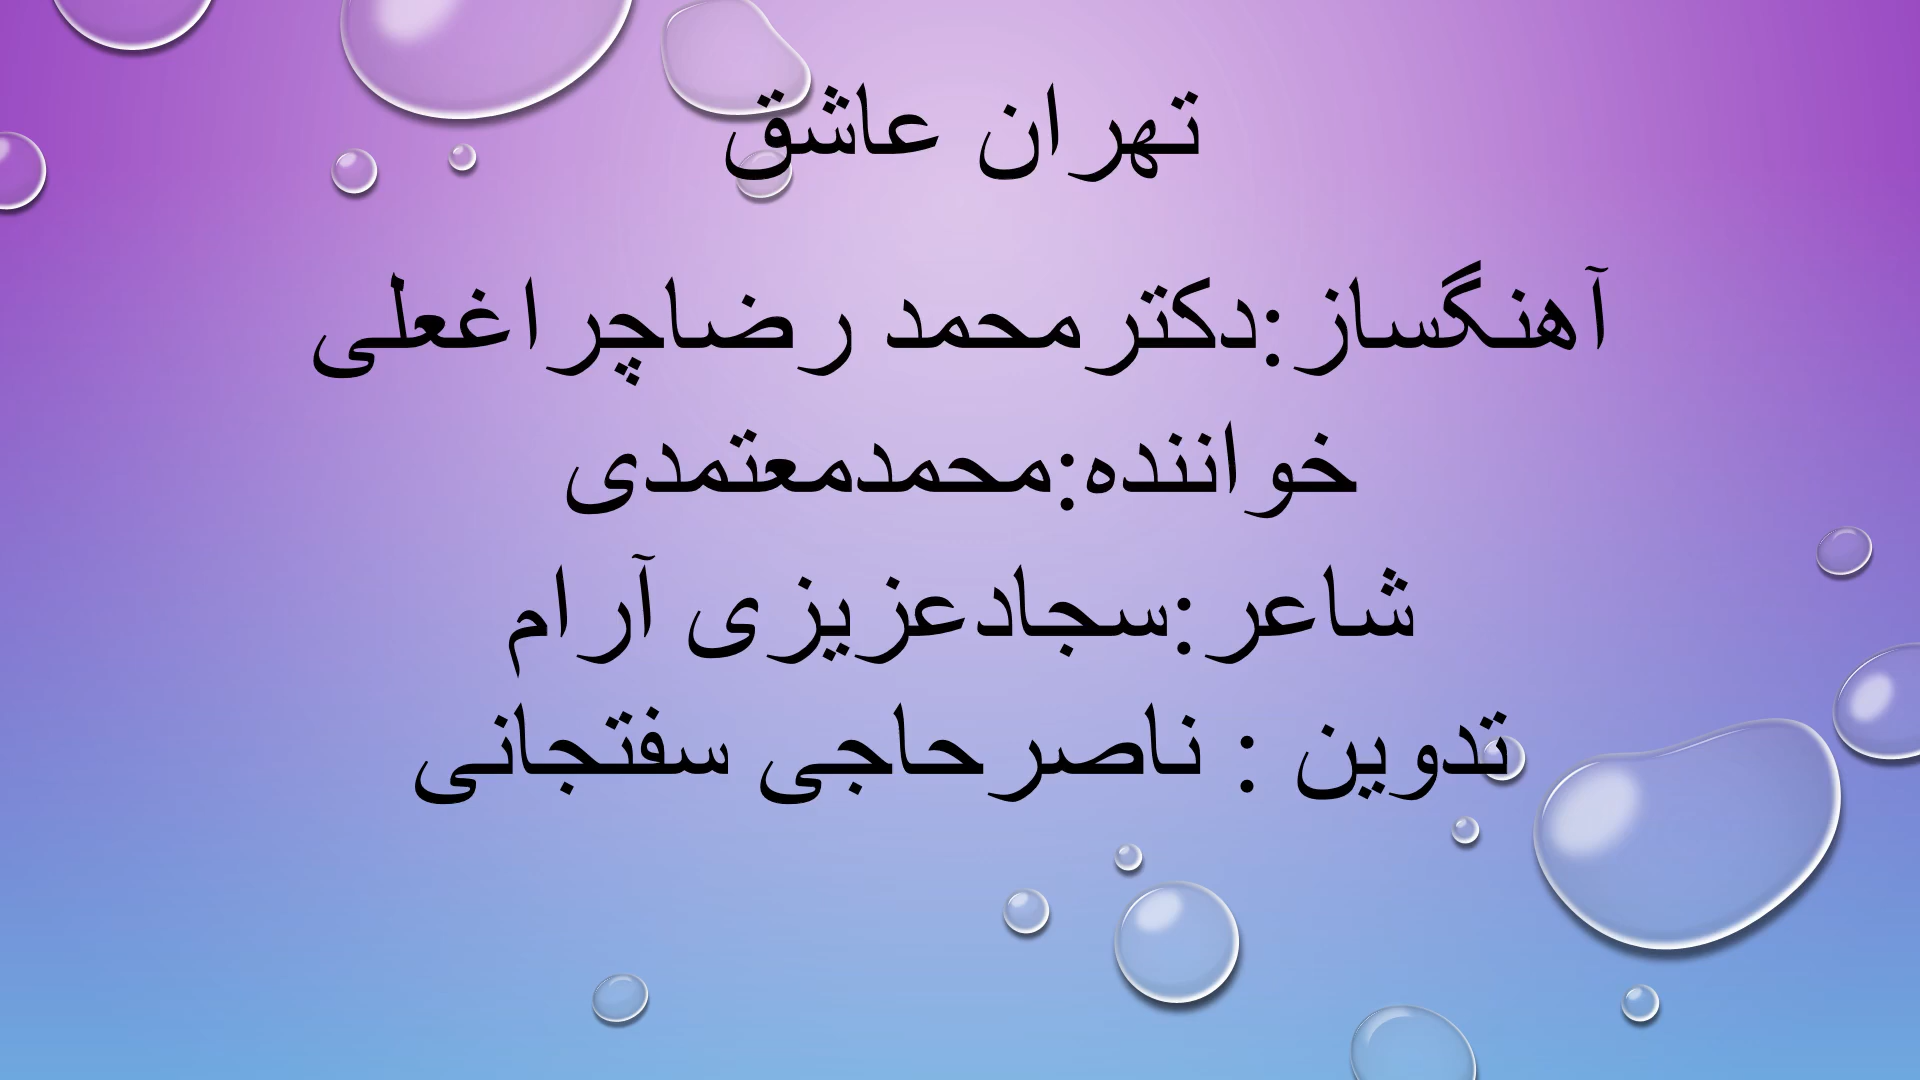 تهران عاشق
آهنگساز:دکترمحمد رضاچراغعلی
خواننده:محمدمعتمدی
شاعر:سجادعزیزی آرام
تدوین : ناصرحاجی سفتجانی